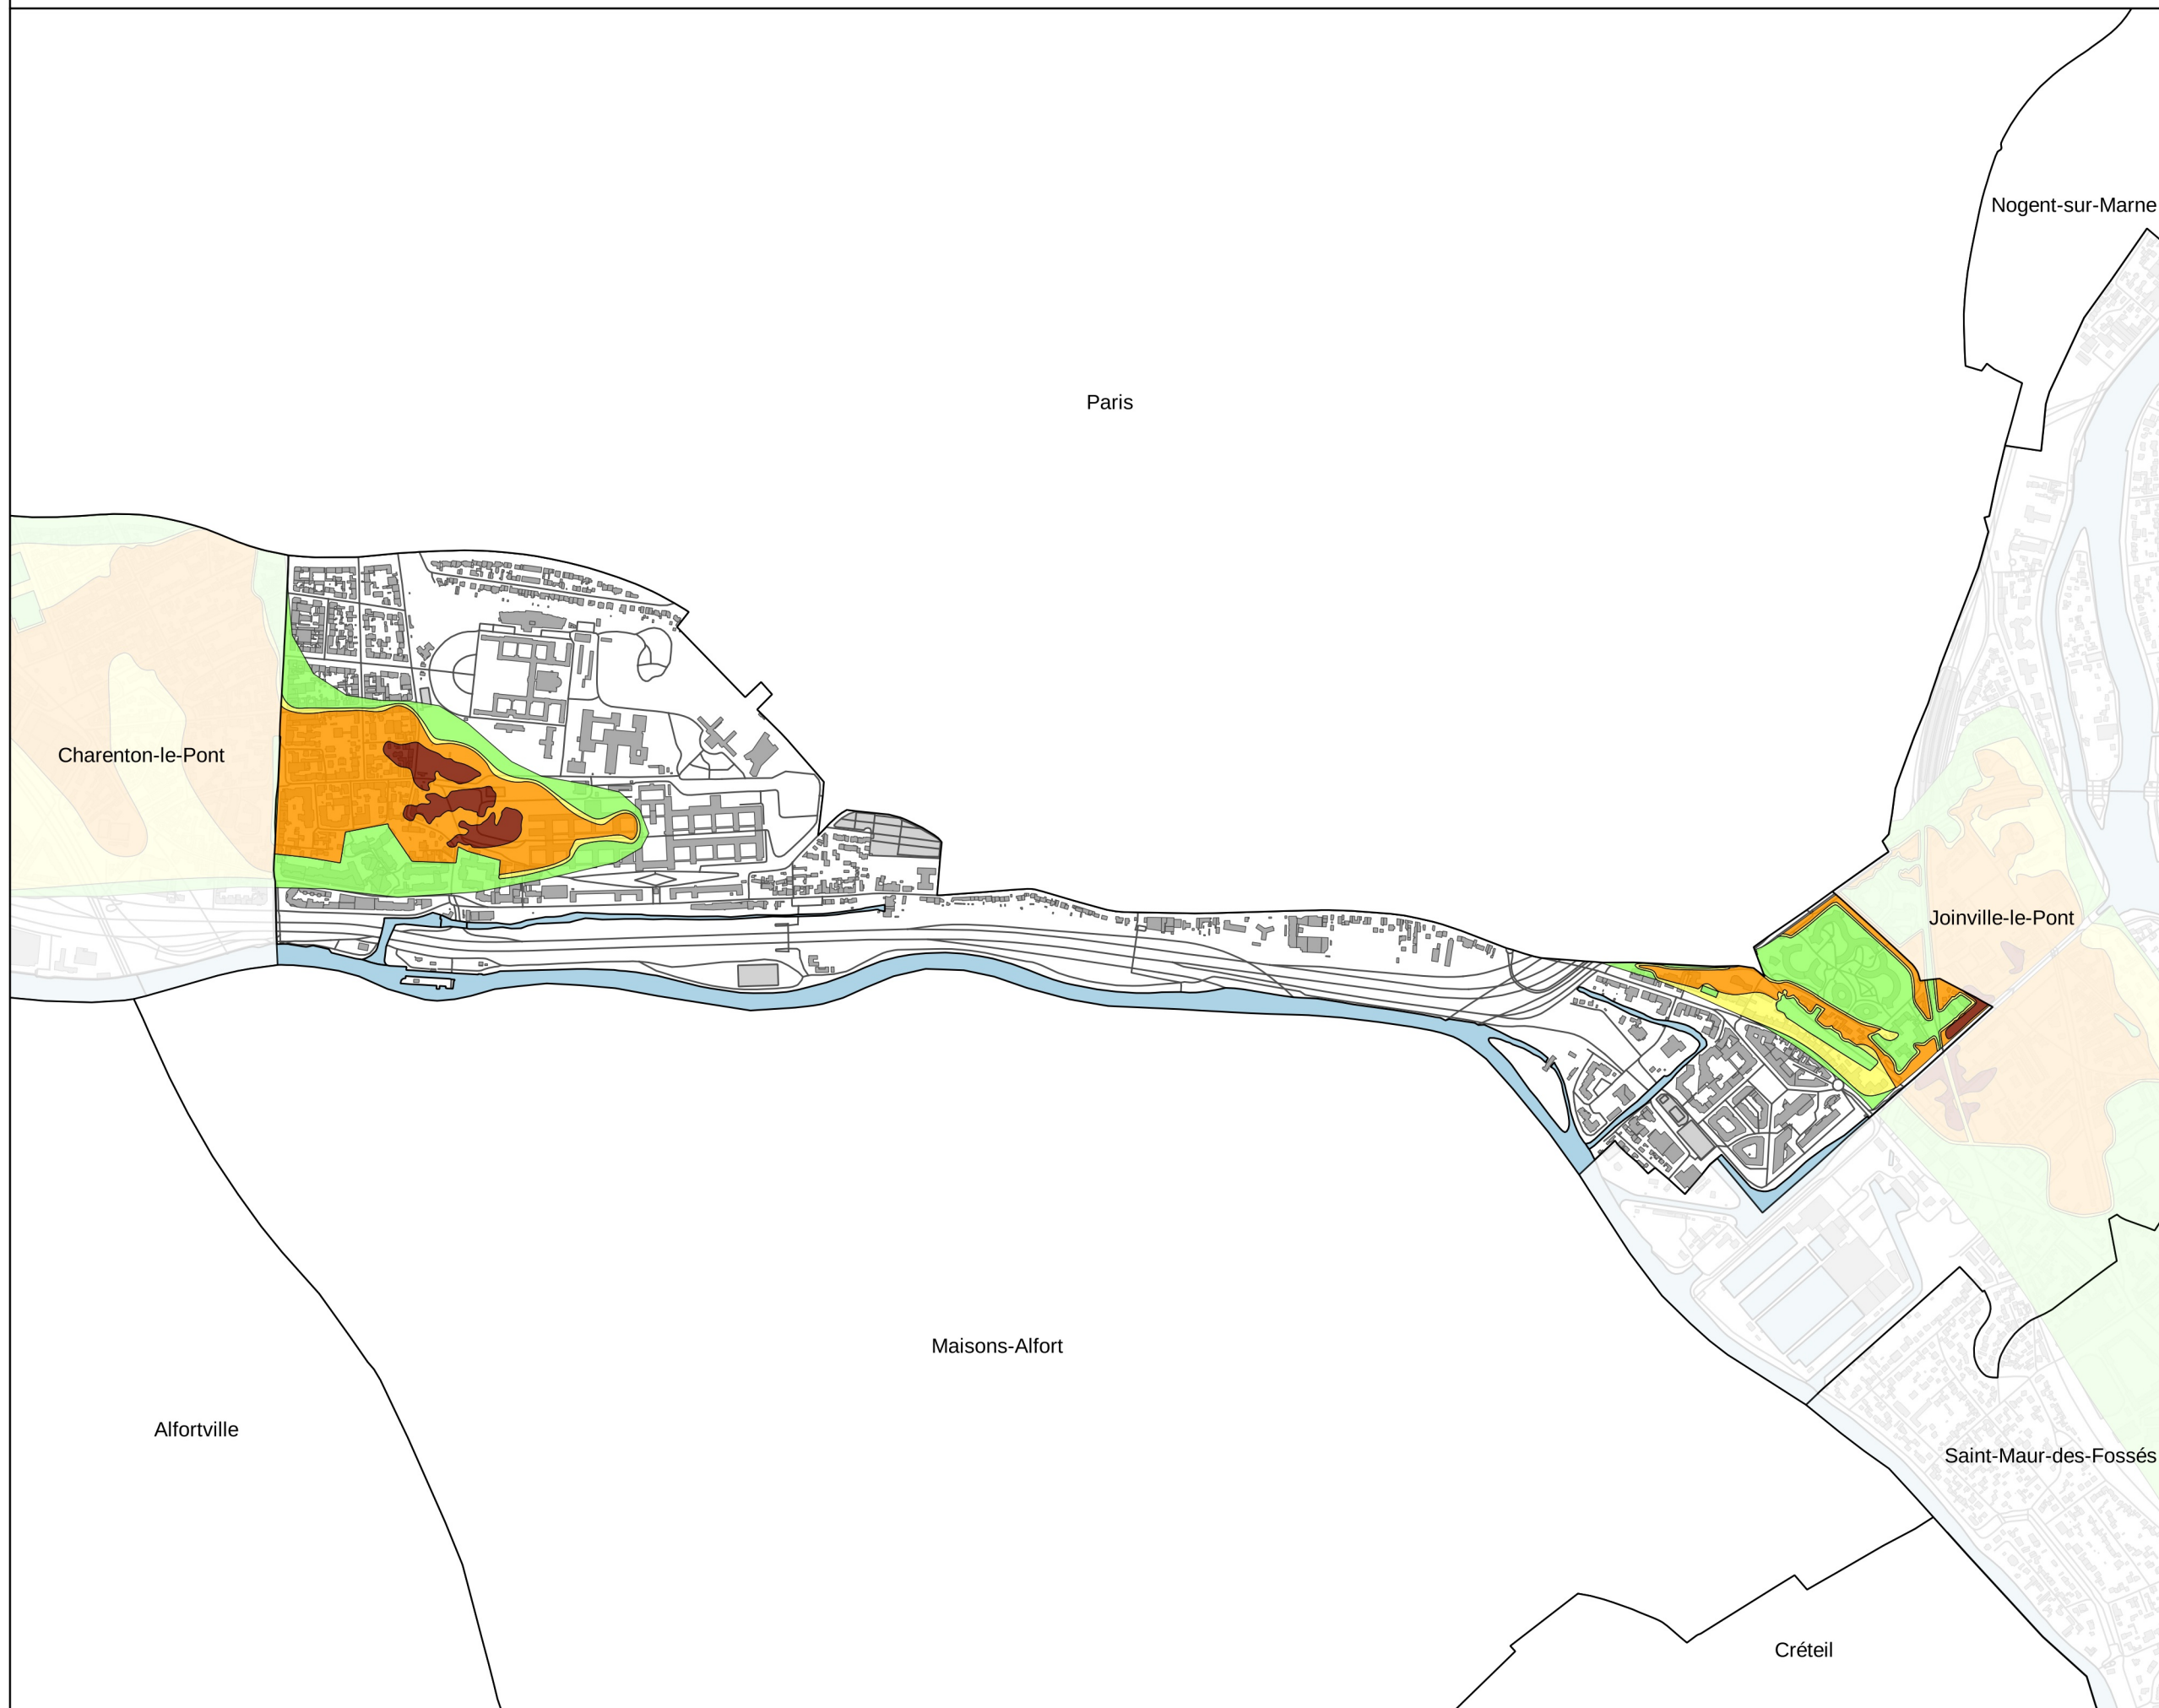 Nogent-sur-Marne
Paris
Charenton-le-Pont
Joinville-le-Pont
Maisons-Alfort
Alfortville
Saint-Maur-des-Fossés
Créteil